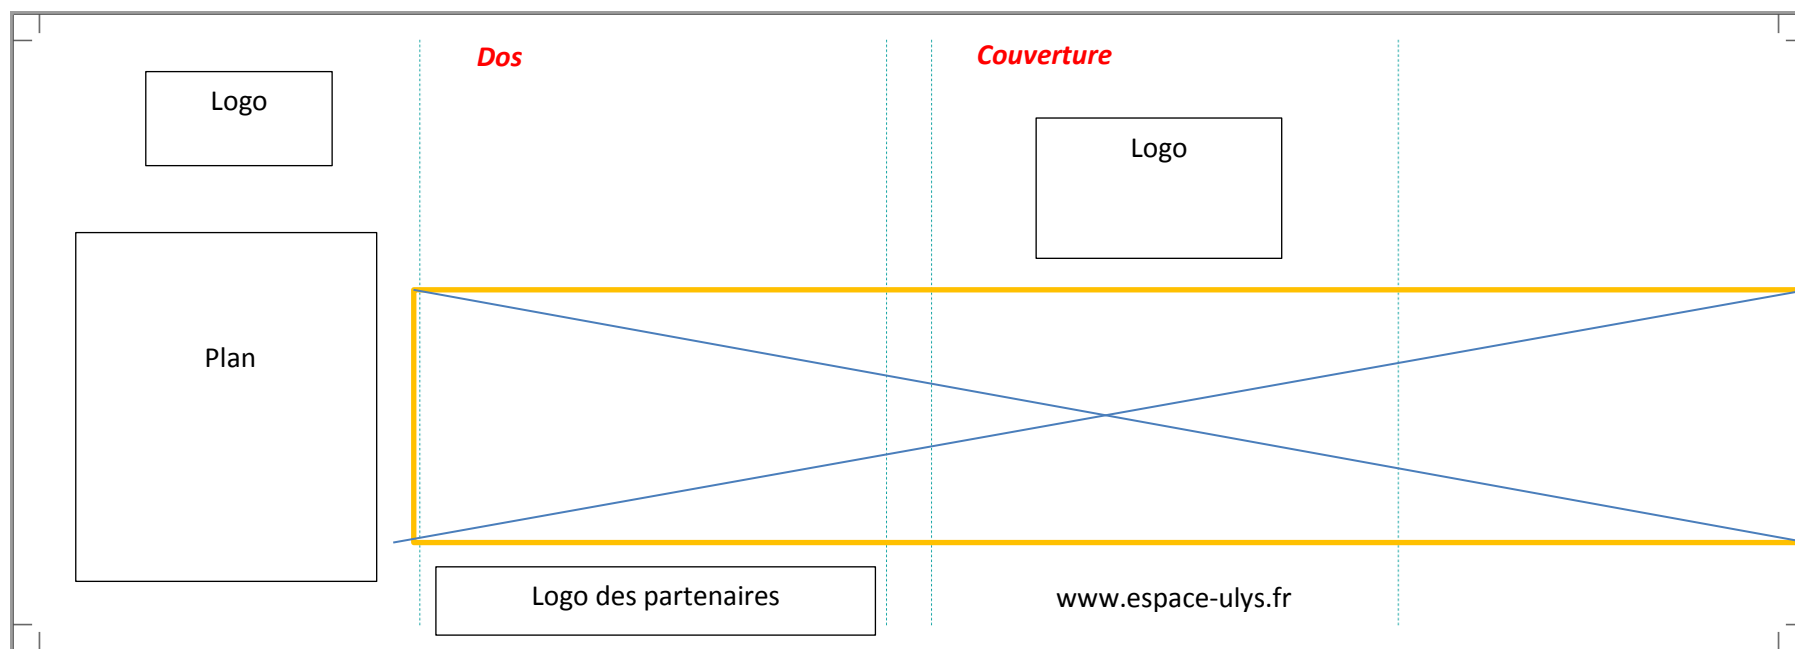 Logo
Plan
Dos
Logo des partenaires
Couverture
Logo
www.espace-ulys.fr